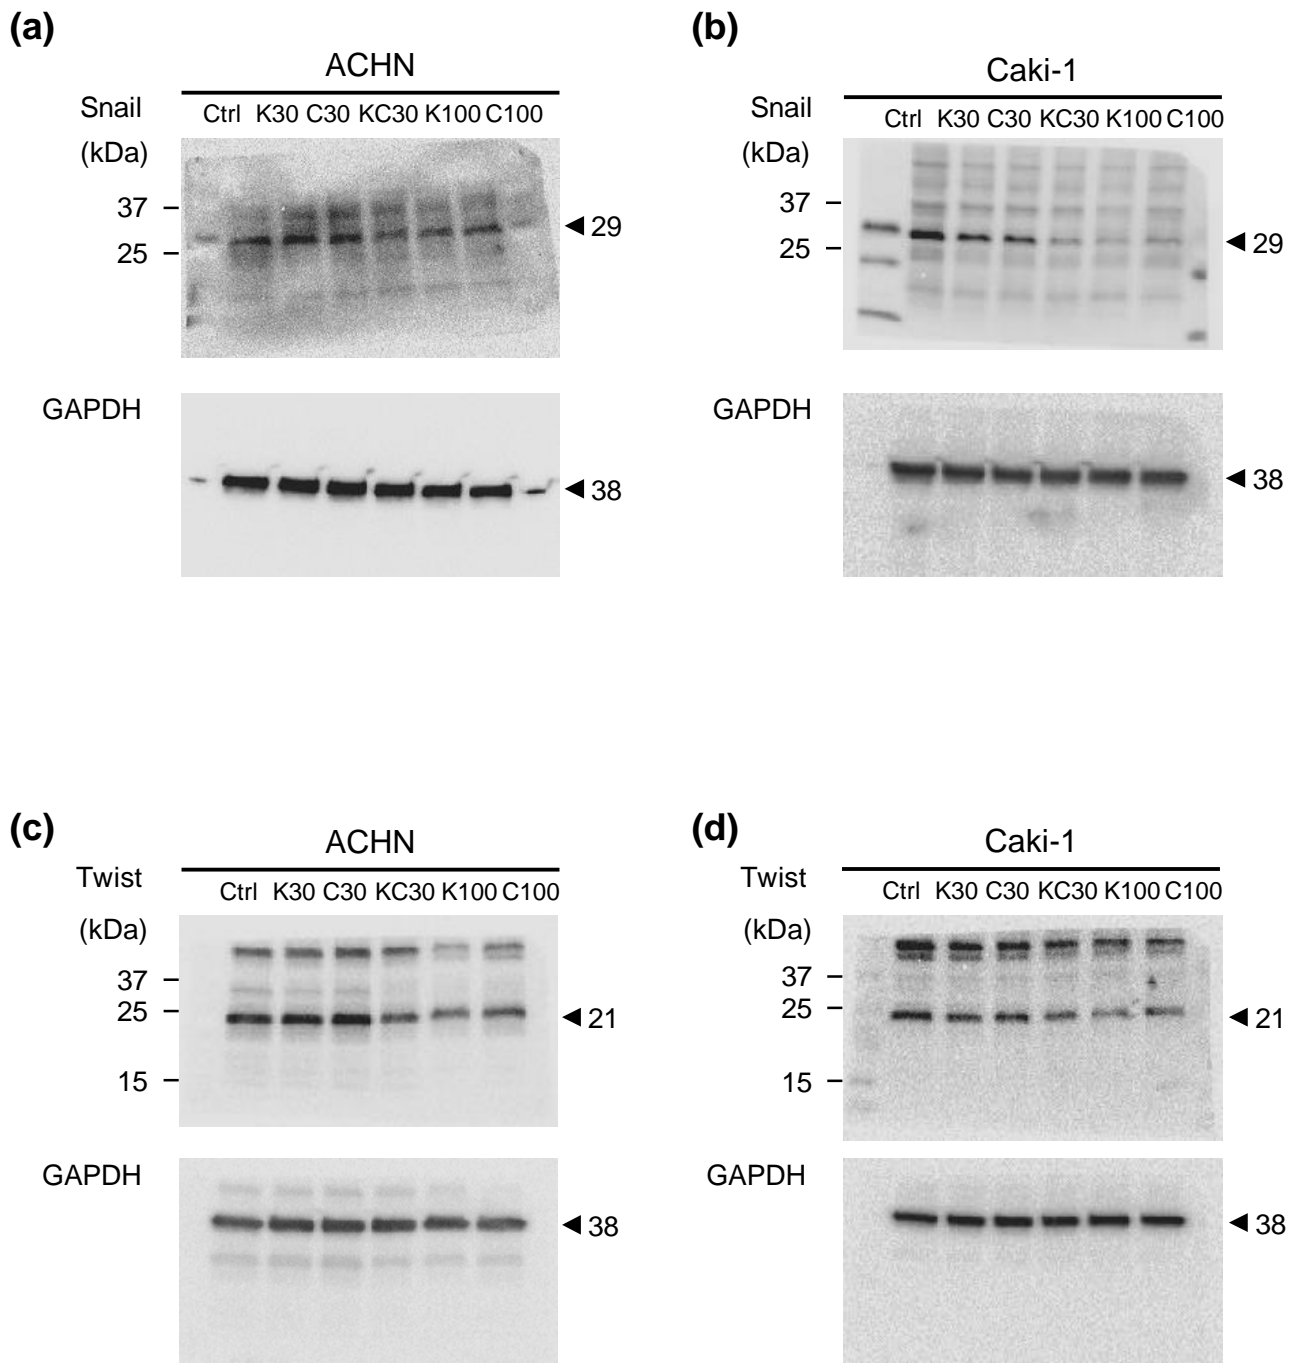 (a)
ACHN
Snail
Ctrl K30 C30 KC30 K100 C100
(kDa)
37
25
29
GAPDH
38
(b)
Caki-1
Snail
Ctrl K30 C30 KC30 K100 C100
(kDa)
37
25
29
GAPDH
38
(c)
ACHN
Twist
Ctrl K30 C30 KC30 K100 C100
(kDa)
37
25
21
15
GAPDH
38
(d)
Caki-1
Twist
Ctrl K30 C30 KC30 K100 C100
(kDa)
37
25
21
15
GAPDH
38